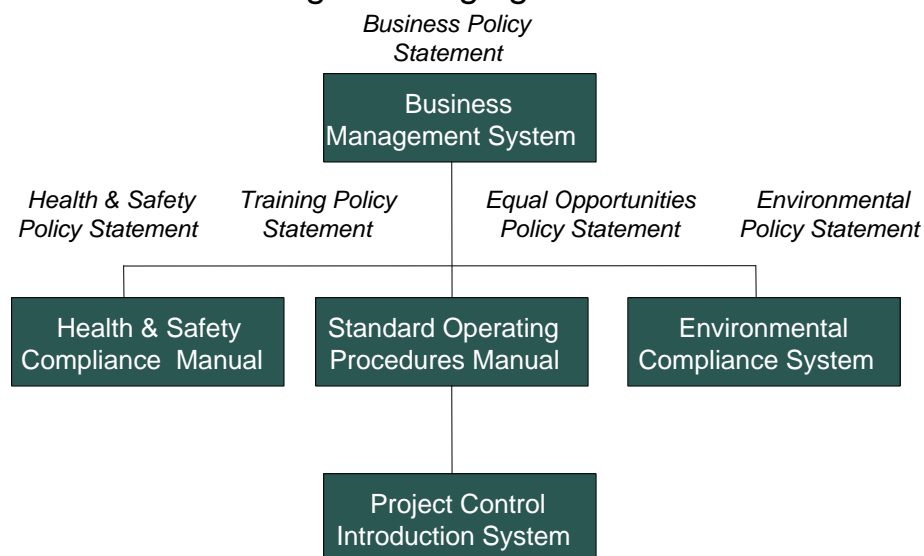 Business Policy
Statement
Business
Management System
Health & Safety
Policy Statement
Training Policy
Statement
Equal Opportunities
Policy Statement
Environmental
Policy Statement
Health & Safety
Compliance Manual
Standard Operating
Procedures Manual
Environmental
Compliance System
Project Control
Introduction System